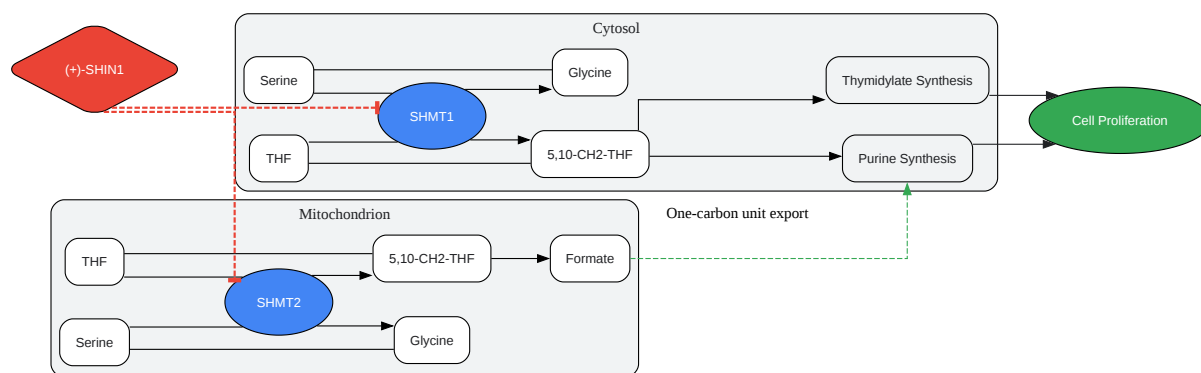 Cytosol
(+)-SHIN1
Serine
Glycine
Thymidylate Synthesis
SHMT1
Cell Proliferation
THF
5,10-CH2-THF
Purine Synthesis
Mitochondrion
One-carbon unit export
THF
5,10-CH2-THF
Formate
SHMT2
Serine
Glycine